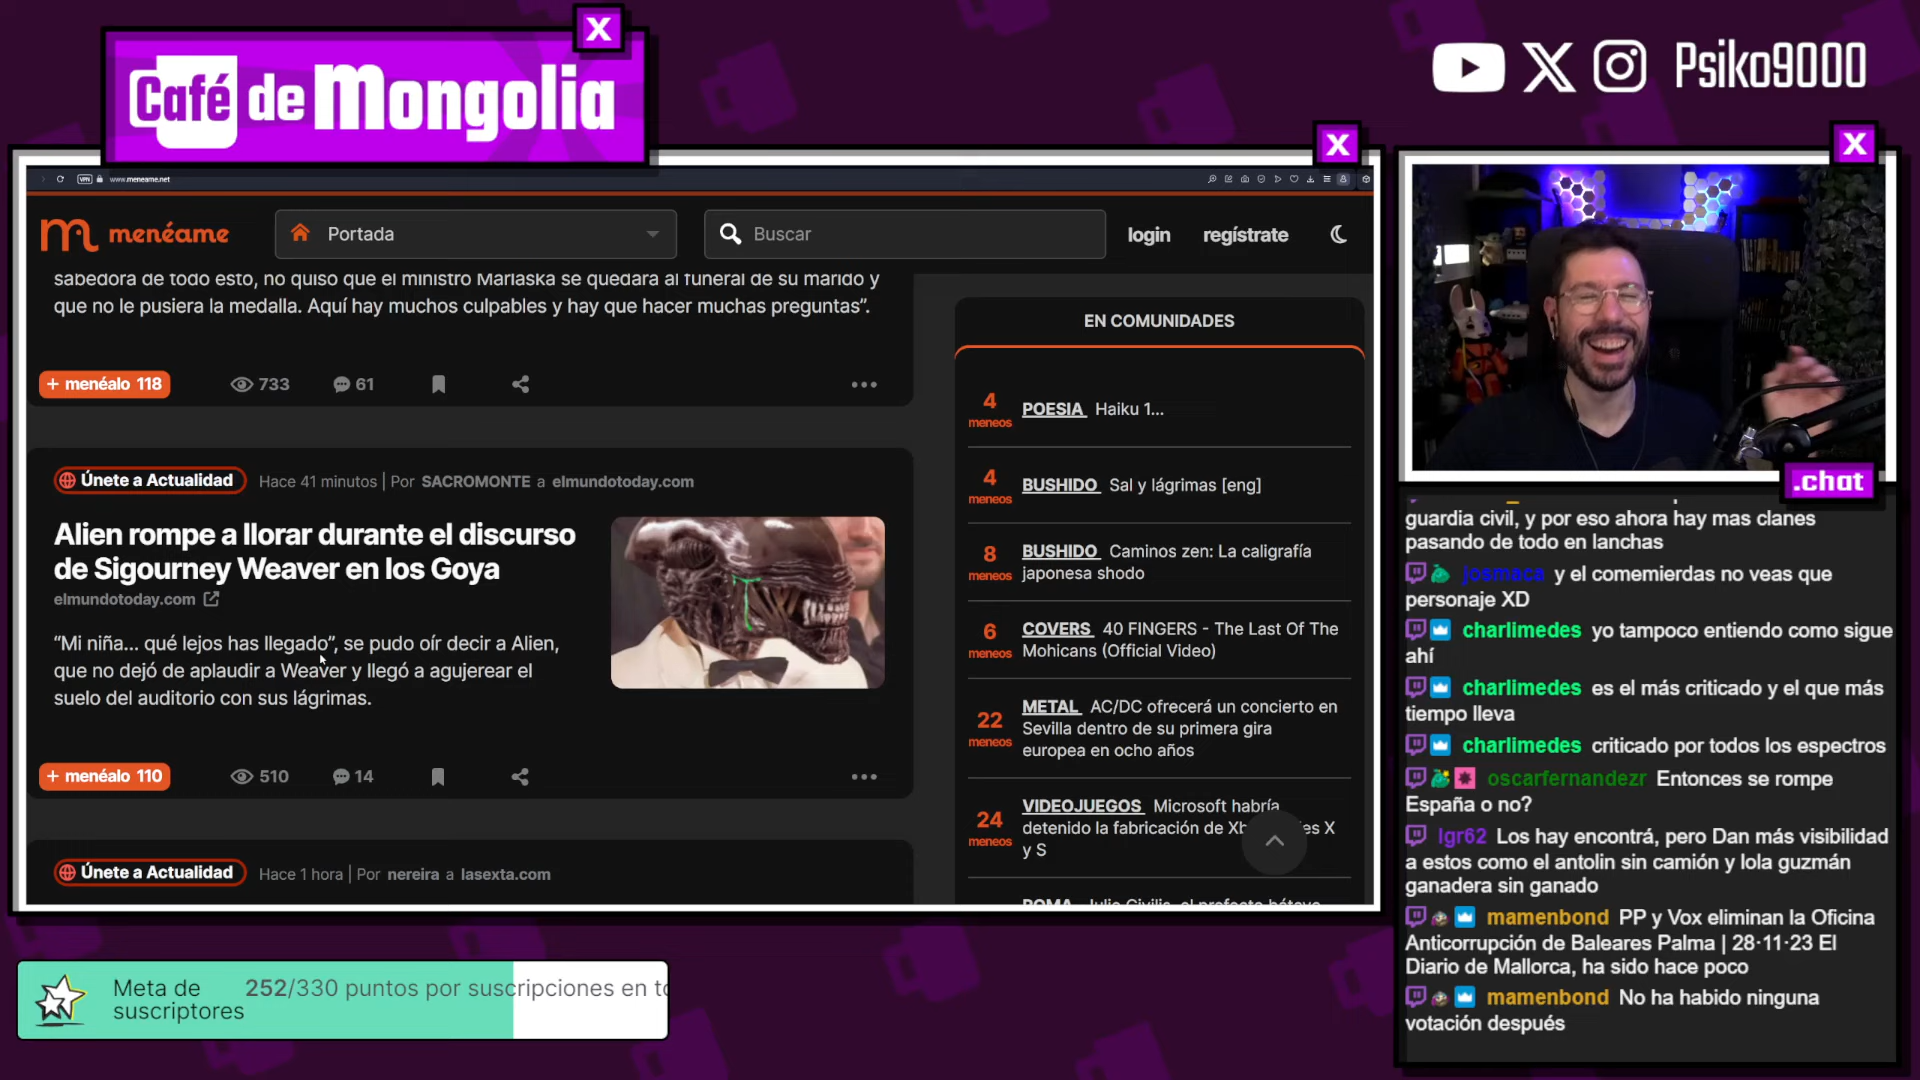 Café de Mongolia
X
Psiko9000
X
X
www.meneame.net
menéame
Portada
Buscar
login
regístrate
sabedora de todo esto, no quiso que el ministro Marlaska se quedara al funeral de su marido y
que no le pusiera la medalla. Aquí hay muchos culpables y hay que hacer muchas preguntas”.
+ menéalo 118
733
61
Únete a Actualidad
Hace 41 minutos | Por SACROMONTE a elmundotoday.com
Alien rompe a llorar durante el discurso
de Sigourney Weaver en los Goya
elmundotoday.com
“Mi niña... qué lejos has llegado”, se pudo oír decir a Alien,
que no dejó de aplaudir a Weaver y llegó a agujerear el
suelo del auditorio con sus lágrimas.
+ menéalo 110
510
14
Únete a Actualidad
Hace 1 hora | Por nereira a lasexta.com
EN COMUNIDADES
4
meneos
POESIA Haiku 1...
4
meneos
BUSHIDO Sal y lágrimas [eng]
8
meneos
BUSHIDO Caminos zen: La caligrafía
japonesa shodo
6
meneos
COVERS 40 FINGERS - The Last Of The
Mohicans (Official Video)
22
meneos
METAL AC/DC ofrecerá un concierto en
Sevilla dentro de su primera gira
europea en ocho años
24
meneos
VIDEOJUEGOS Microsoft habría
detenido la fabricación de Xb es X
y S
ROMA
.chat
guardia civil, y por eso ahora hay mas clanes
pasando de todo en lanchas
josmaca y el comemierdas no veas que
personaje XD
charlimedes yo tampoco entiendo como sigue
ahí
charlimedes es el más criticado y el que más
tiempo lleva
charlimedes criticado por todos los espectros
oscarfernandezr Entonces se rompe
España o no?
lgr62 Los hay encontrá, pero Dan más visibilidad
a estos como el antolin sin camión y lola guzmán
ganadera sin ganado
mamenbond PP y Vox eliminan la Oficina
Anticorrupción de Baleares Palma | 28·11·23 El
Diario de Mallorca, ha sido hace poco
mamenbond No ha habido ninguna
votación después
Meta de
suscriptores
252/330 puntos por suscripciones en to